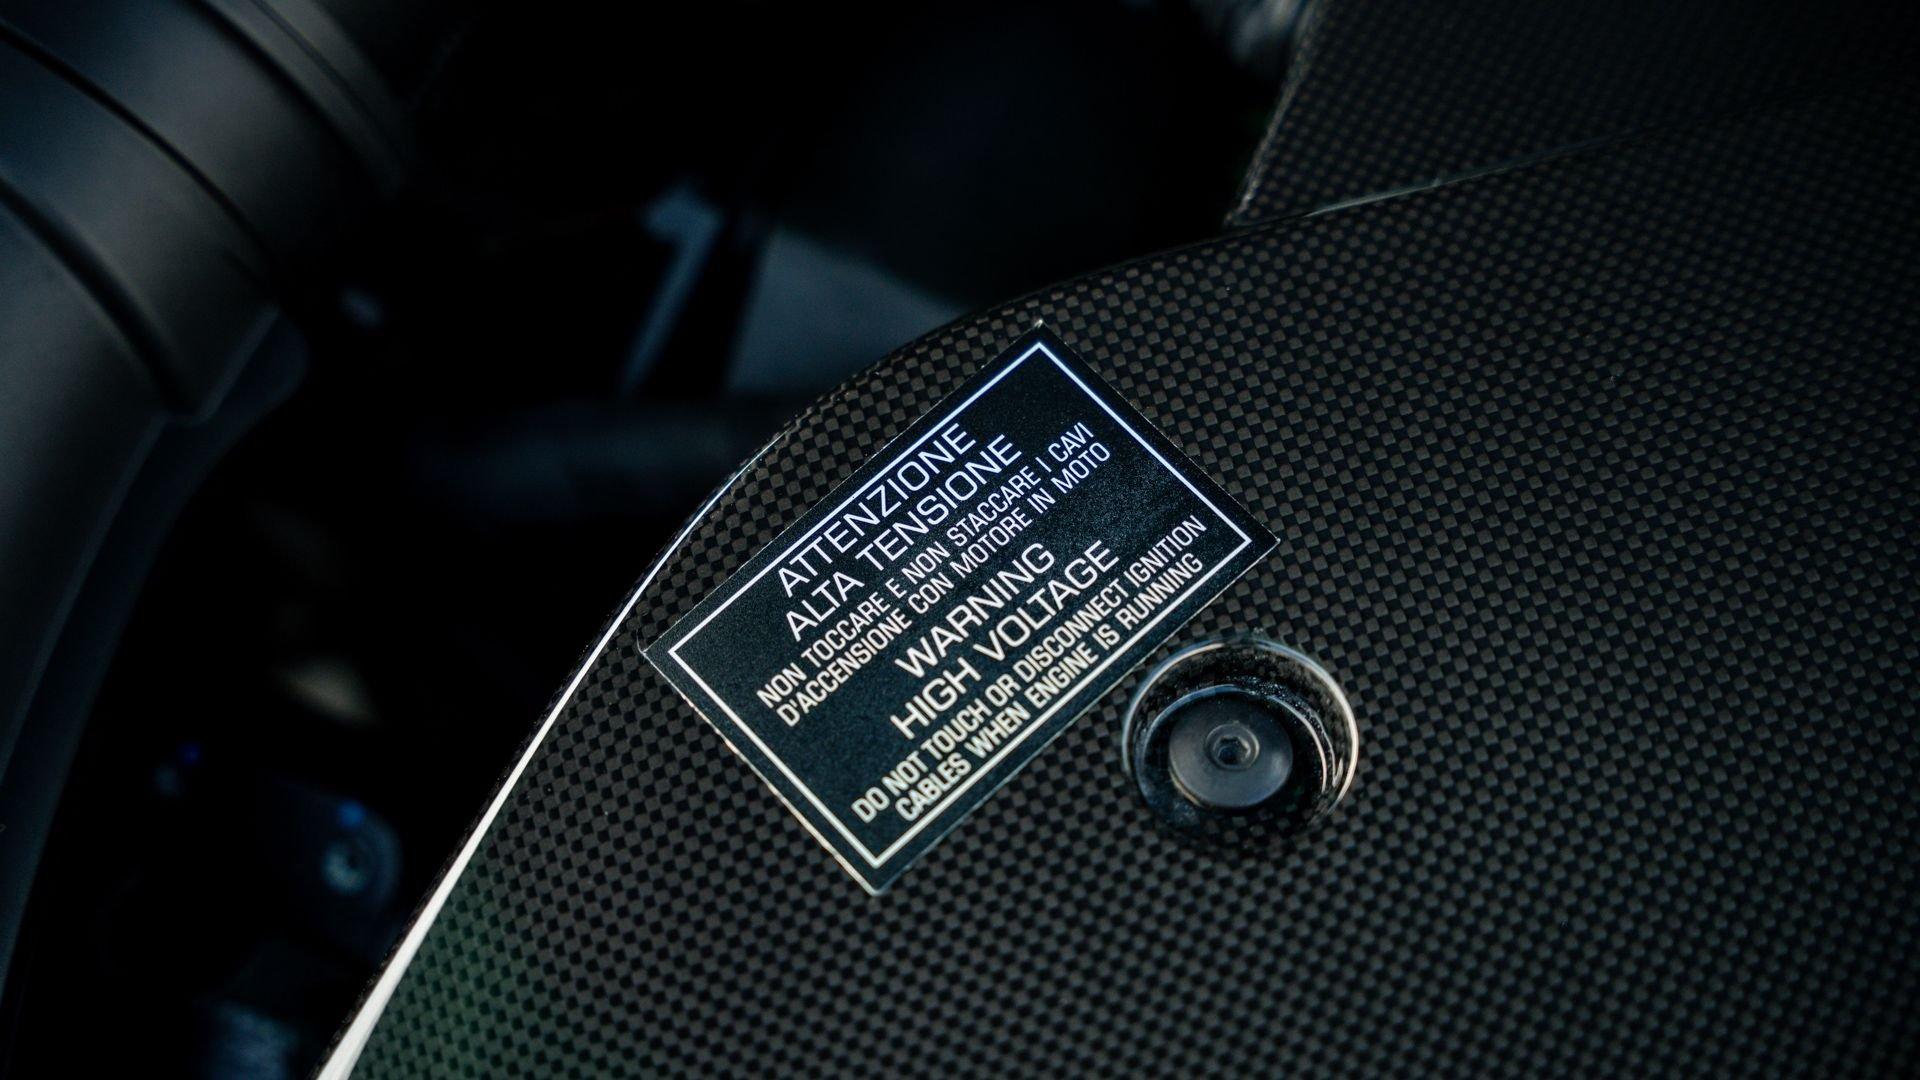 ATTENZIONE
ALTA TENSIONE
NON TOCCARE E NON STACCARE I CAVI
D'ACCENSIONE CON MOTORE IN MOTO
WARNING
HIGH VOLTAGE
DO NOT TOUCH OR DISCONNECT IGNITION
CABLES WHEN ENGINE IS RUNNING